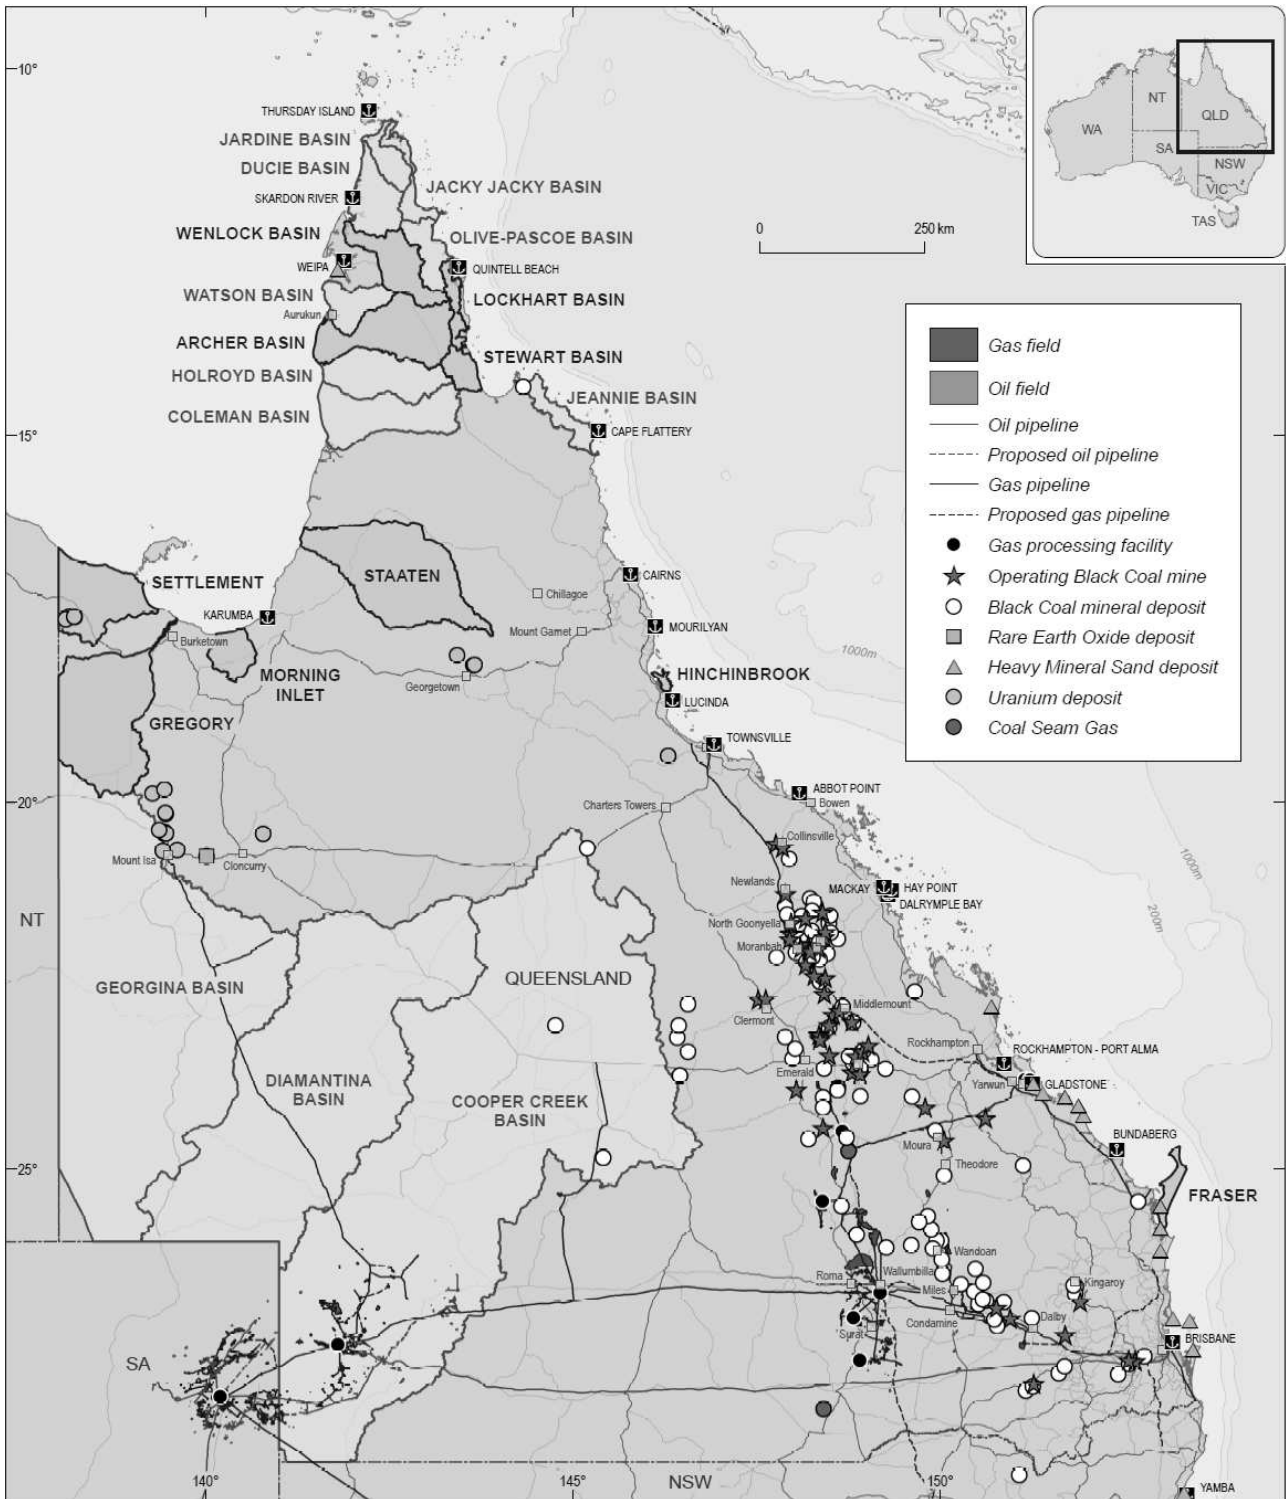 10°
THURSDAY ISLAND
JARDINE BASIN
DUCIE BASIN
JACKY JACKY BASIN
SKARDON RIVER
WENLOCK BASIN
OLIVE-PASCOE BASIN
WEIPA
QUINTELL BEACH
WATSON BASIN
LOCKHART BASIN
Aurukun
ARCHER BASIN
STEWART BASIN
HOLROYD BASIN
JEANNIE BASIN
COLEMAN BASIN
CAPE FLATTERY
15°
0
250 km
WA
NT
QLD
SA
NSW
VIC
TAS
Gas field
Oil field
Oil pipeline
Proposed oil pipeline
Gas pipeline
Proposed gas pipeline
Gas processing facility
Operating Black Coal mine
Black Coal mineral deposit
Rare Earth Oxide deposit
Heavy Mineral Sand deposit
Uranium deposit
Coal Seam Gas
SETTLEMENT
STAATEN
CAIRNS
Chillagoe
KARUMBA
MOURILYAN
Mount Garnet
Burketown
1000m
MORNING
INLET
Georgetown
HINCHINBROOK
LUCINDA
GREGORY
TOWNSVILLE
20°
ABBOT POINT
Charters Towers
Bowen
Collinsville
Mount Isa
Cloncurry
1000m
Newlands
MACKAY
HAY POINT
DALRYMPLE BAY
200m
NT
North Goonyella
Moranbah
QUEENSLAND
GEORGINA BASIN
Middlemount
Clermont
Rockhampton
ROCKHAMPTON - PORT ALMA
Emerald
Yarwun
GLADSTONE
DIAMANTINA
BASIN
COOPER CREEK
BASIN
Moura
BUNDABERG
25°
Theodore
FRASER
Wandoan
Roma
Wallumbilla
Miles
Kingaroy
Condamine
Surat
Dalby
BRISBANE
SA
140°
145°
NSW
150°
YAMBA